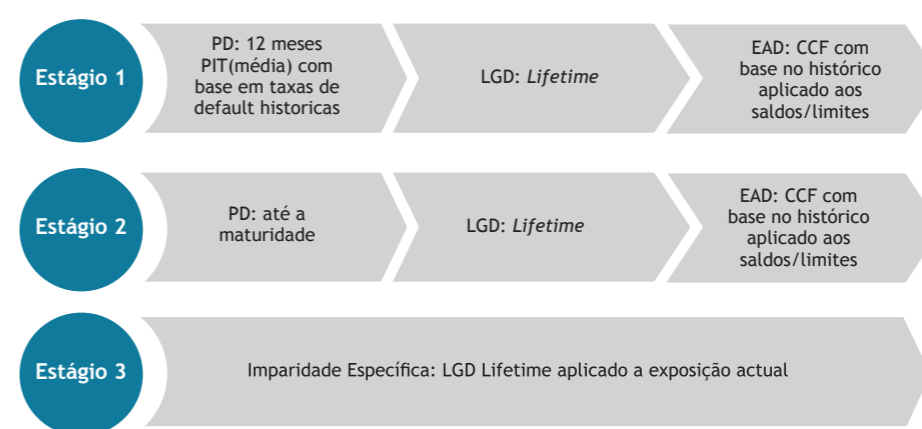 Estágio 1
PD: 12 meses
PIT(média) com
base em taxas de
default historicas
LGD: Lifetime
EAD: CCF com
base no histórico
aplicado aos
saldos/limites
Estágio 2
PD: até a
maturidade
LGD: Lifetime
EAD: CCF com
base no histórico
aplicado aos
saldos/limites
Estágio 3
Imparidade Específica: LGD Lifetime aplicado a exposição actual